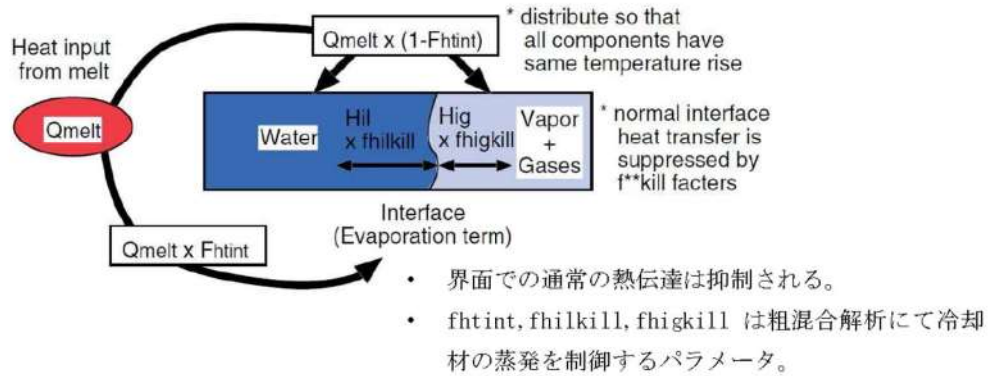 Heat input
from melt
Qmelt
Qmelt x (1-Fhtint)
* distribute so that
all components have
same temperature rise
Water
Hil
x fhilkill
Hig
x fhigkill
Vapor
+
Gases
* normal interface
heat transfer is
suppressed by
f**kill facters
Qmelt x Fhtint
Interface
(Evaporation term)
• 界面での通常の熱伝達は抑制される。
• fhtint,fhilkill,fhigkill は粗混合解析にて冷却
材の蒸発を制御するパラメータ。